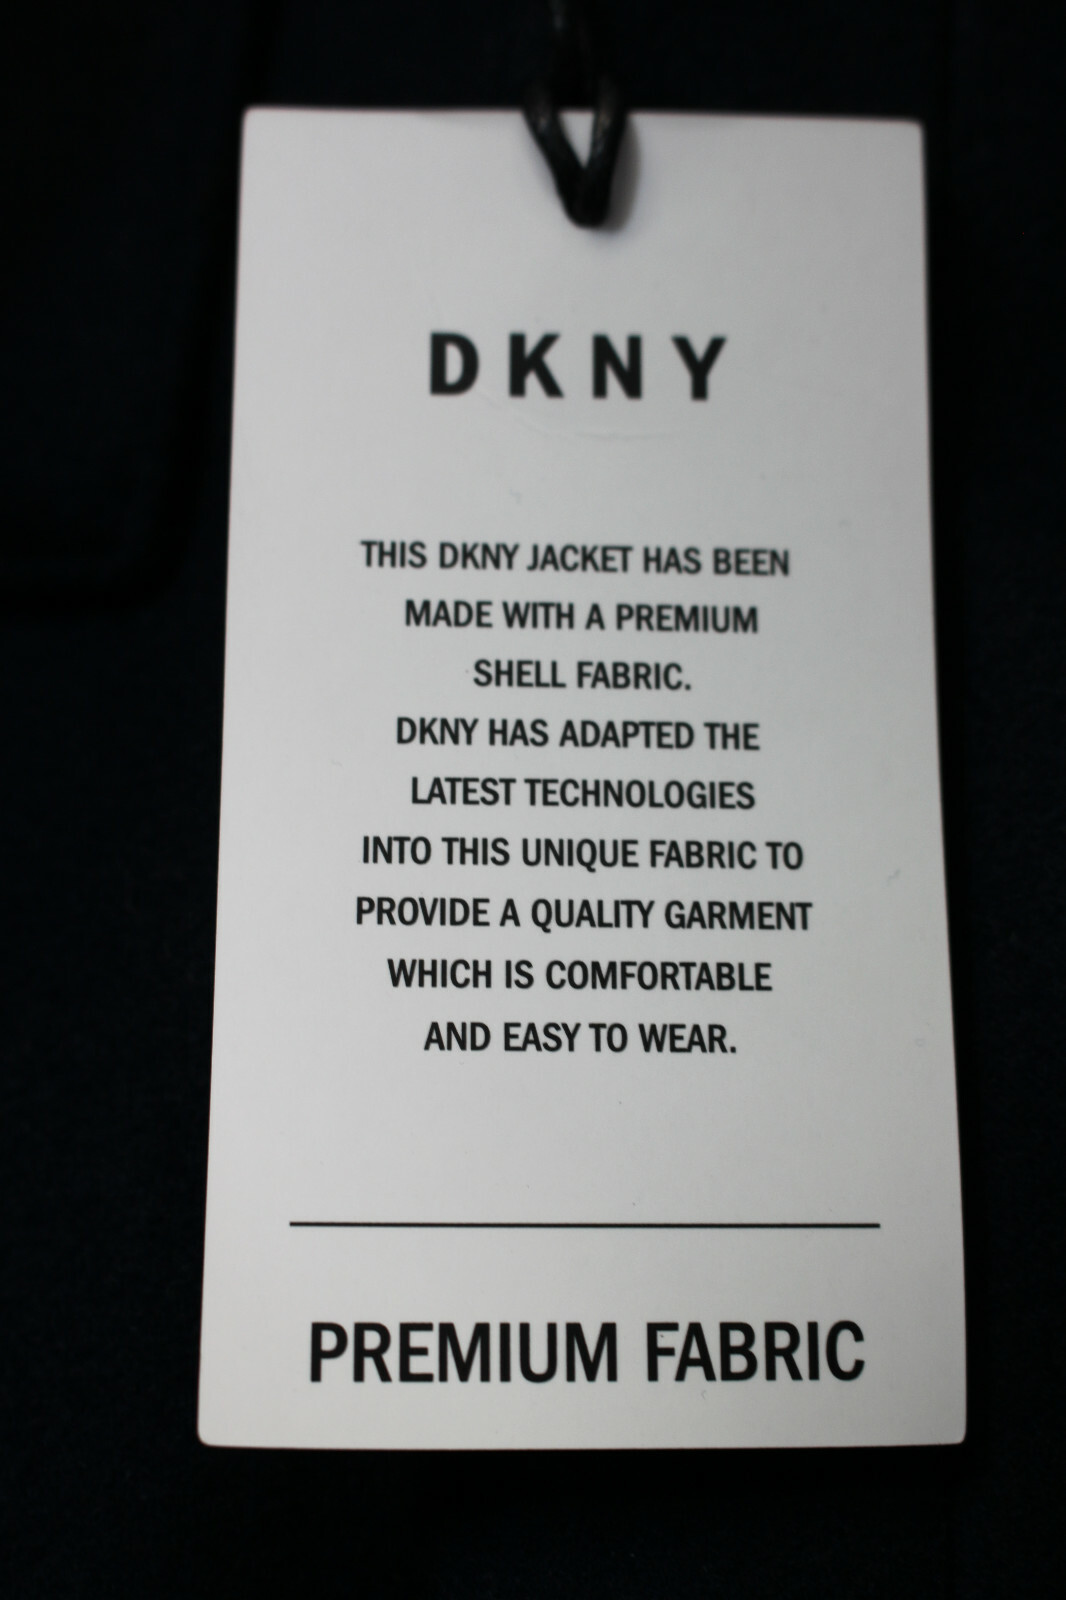 DKNY
THIS DKNY JACKET HAS BEEN
MADE WITH A PREMIUM
SHELL FABRIC.
DKNY HAS ADAPTED THE
LATEST TECHNOLOGIES
INTO THIS UNIQUE FABRIC TO
PROVIDE A QUALITY GARMENT
WHICH IS COMFORTABLE
AND EASY TO WEAR.
PREMIUM FABRIC